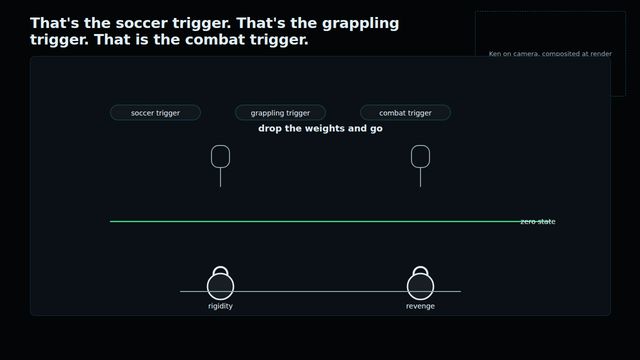 That's the soccer trigger. That's the grappling
trigger. That is the combat trigger.
Ken on camera, composited at render
soccer trigger
grappling trigger
combat trigger
drop the weights and go
zero state
rigidity
revenge